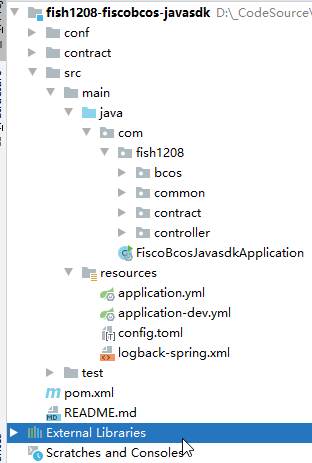 fish1208-fiscobcos-javasdk D:\_CodeSource\
conf
contract
src
main
java
com
fish1208
bcos
common
contract
controller
FiscoBcosJavasdkApplication
resources
application.yml
application-dev.yml
config.toml
logback-spring.xml
test
pom.xml
README.md
External Libraries
Scratches and Consoles